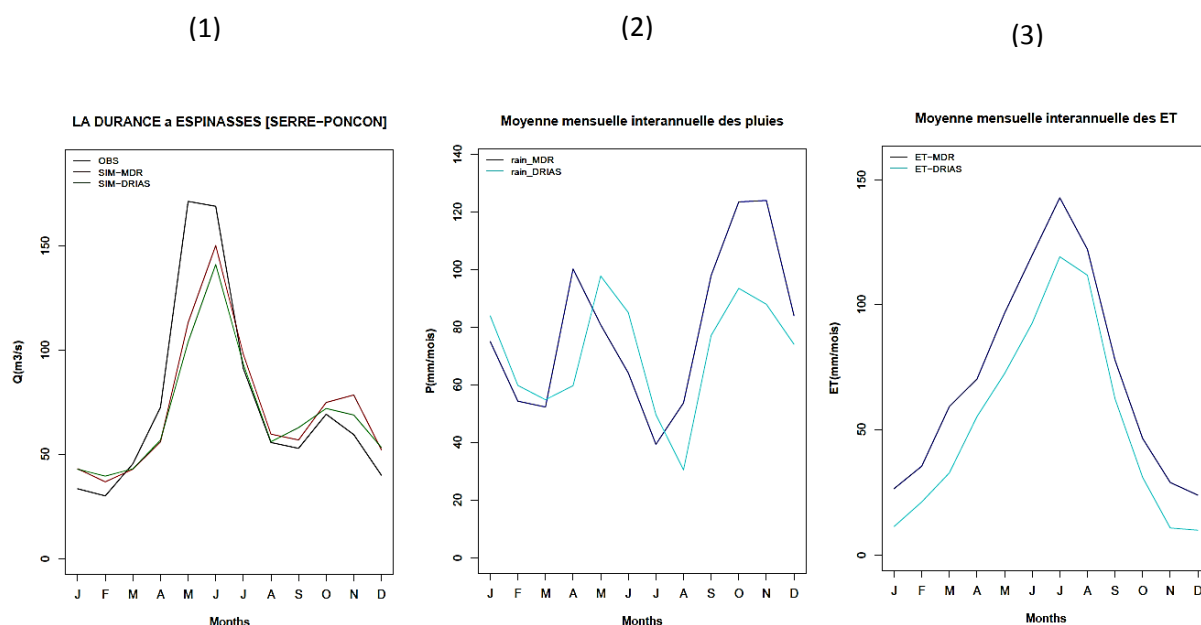 (1)
(2)
(3)
LA DURANCE a ESPINASSES [SERRE−PONCON]
OBS
SIM−MDR
SIM−DRIAS
Q(m3/s)
0
50
100
150
J F M A M J J A S O N D
Months
Moyenne mensuelle interannuelle des pluies
rain_MDR
rain_DRIAS
P(mm/mois)
0
20
40
60
80
100
120
140
J F M A M J J A S O N D
Months
Moyenne mensuelle interannuelle des ET
ET−MDR
ET−DRIAS
ET(mm/mois)
0
50
100
150
J F M A M J J A S O N D
Months